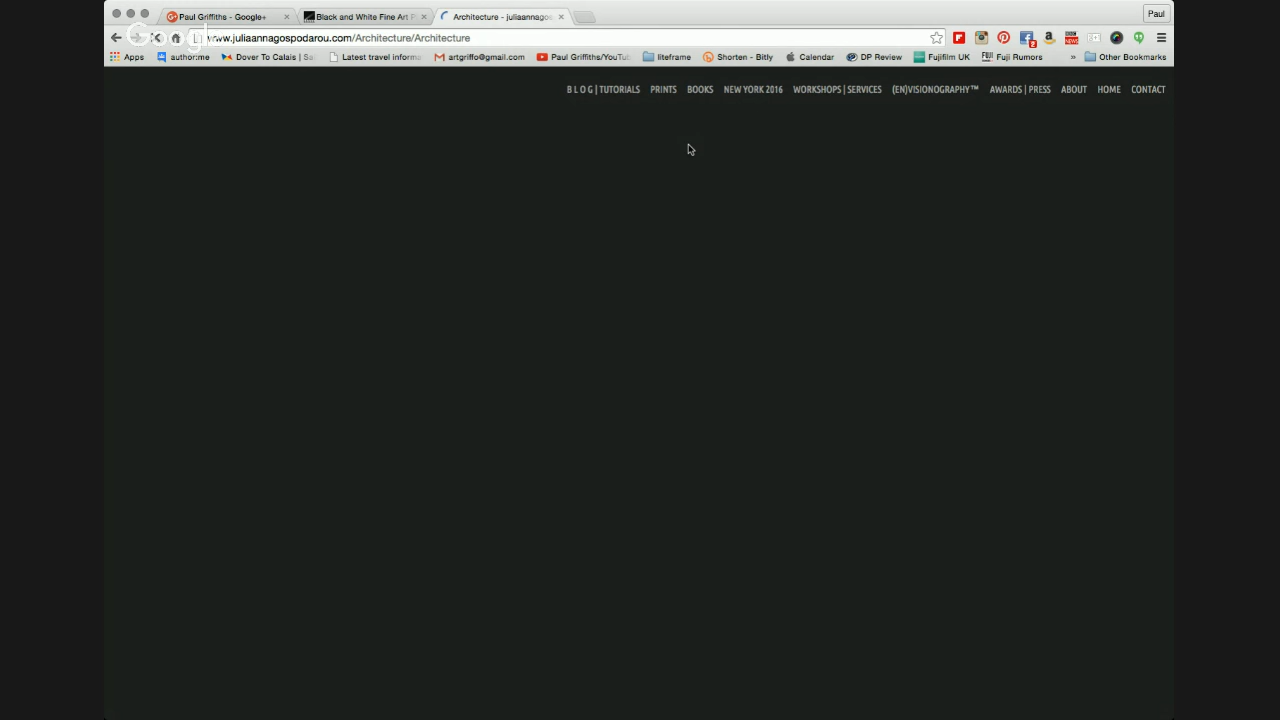 Paul Griffiths - Google+
Black and White Fine Art P
Architecture - juliaannagos
Paul
www.juliaannagospodarou.com/Architecture/Architecture
Apps
author:me
Dover To Calais | Sa
Latest travel informa
artgriffo@gmail.com
Paul Griffiths/YouTub
liteframe
Shorten - Bitly
Calendar
DP Review
Fujifilm UK
Fuji Rumors
»
Other Bookmarks
B L O G | TUTORIALS
PRINTS
BOOKS
NEW YORK 2016
WORKSHOPS | SERVICES
(EN)VISIONOGRAPHY™
AWARDS | PRESS
ABOUT
HOME
CONTACT